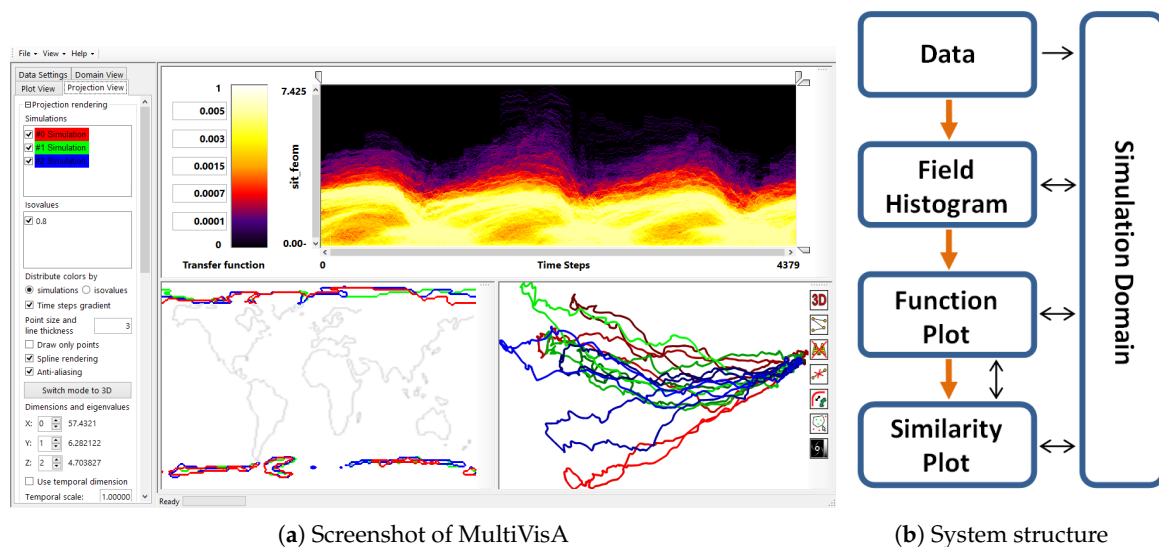 File View Help
Data Settings Domain View
Plot View Projection View
Projection rendering
Simulations
#0 Simulation
#1 Simulation
Isovalues
0.8
Distribute colors by
simulations isovalues
Time steps gradient
Point size and
line thickness 3
Draw only points
Spline rendering
Anti-aliasing
Switch mode to 3D
Dimensions and eigenvalues
X: 0 57.4321
Y: 1 6.282122
Z: 2 4.703827
Use temporal dimension
Temporal scale: 1.00000
1
0.005
0.003
0.0015
0.0007
0.0001
0
Transfer function
7.425
sit_feom
0.00-
0 Time Steps 4379
3D
Ready
(a) Screenshot of MultiVisA
Data
Field
Histogram
Function
Plot
Similarity
Plot
Simulation Domain
(b) System structure